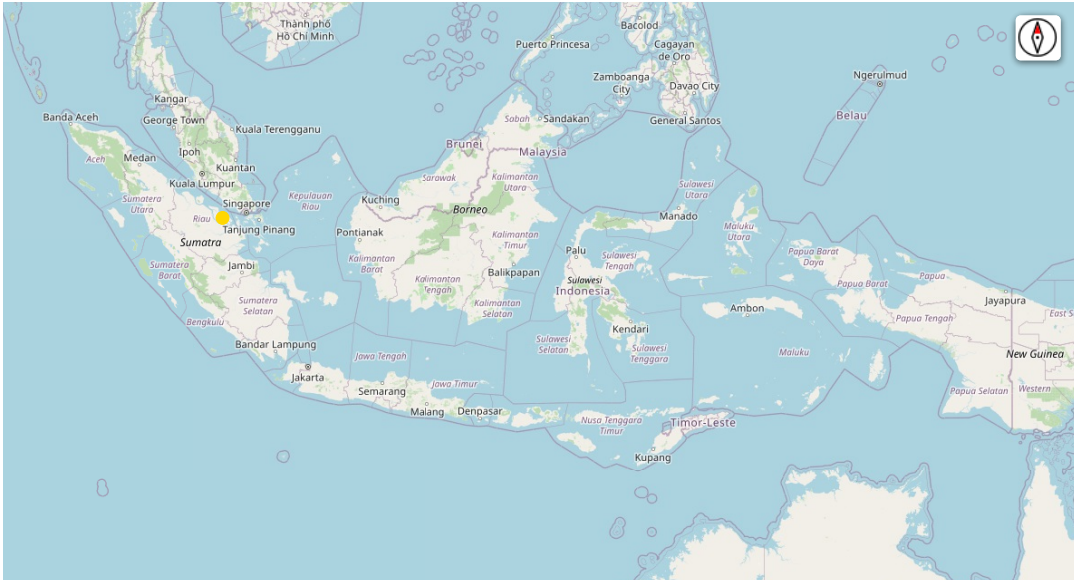 Thành phố
Hồ Chí Minh
Bacolod
Puerto Princesa
Cagayan
de Oro
Zamboanga
City
Davao City
Ngerulmud
Kangar
Banda Aceh
George Town
Kuala Terengganu
Sabah
Sandakan
General Santos
Belau
Ipoh
Brunei
Malaysia
Aceh
Medan
Kuantan
Kuala Lumpur
Sarawak
Kalimantan
Utara
Sulawesi
Utara
Sumatera
Utara
Kepulauan
Riau
Kuching
Singapore
Borneo
Manado
Riau
Tanjung Pinang
Pontianak
Maluku
Utara
Sumatra
Kalimantan
Timur
Palu
Papua Barat
Daya
Kalimantan
Barat
Sulawesi
Tengah
Sumatera
Barat
Jambi
Balikpapan
Sulawesi
Indonesia
Papua
Papua Barat
Kalimantan
Tengah
Sumatera
Selatan
Kalimantan
Selatan
Jayapura
Ambon
Papua Tengah
East S
Bengkulu
Kendari
Sulawesi
Selatan
Sulawesi
Tenggara
Bandar Lampung
Jawa Tengah
Maluku
New Guinea
Jakarta
Semarang
Jawa Timur
Papua Selatan
Western
Malang
Denpasar
Nusa Tenggara
Timur
Timor-Leste
Kupang